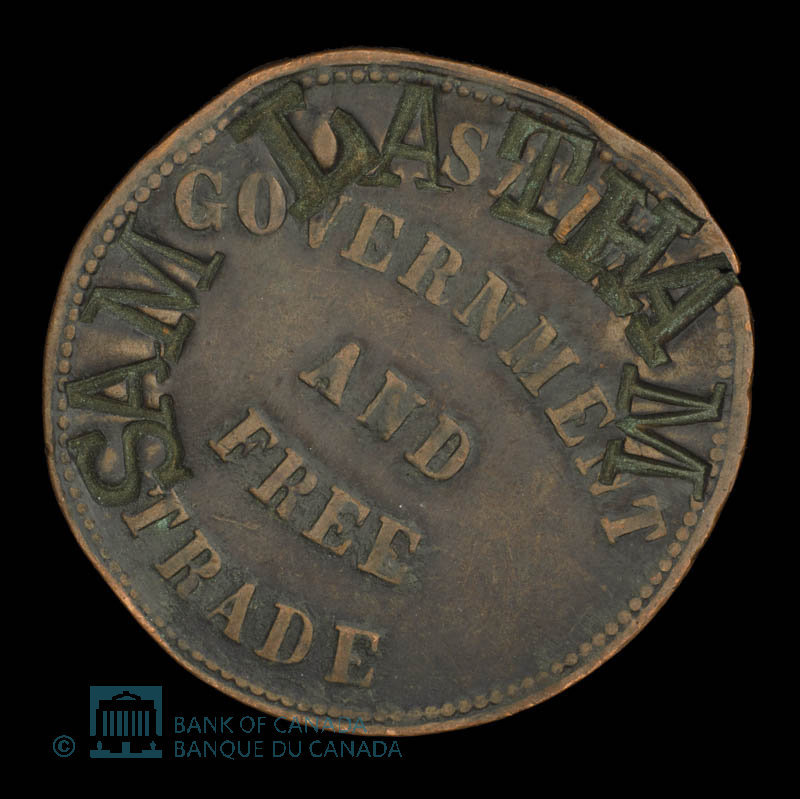 SAM LATHAM
GOVERNMENT
AND
FREE
TRADE
© BANK OF CANADA
BANQUE DU CANADA